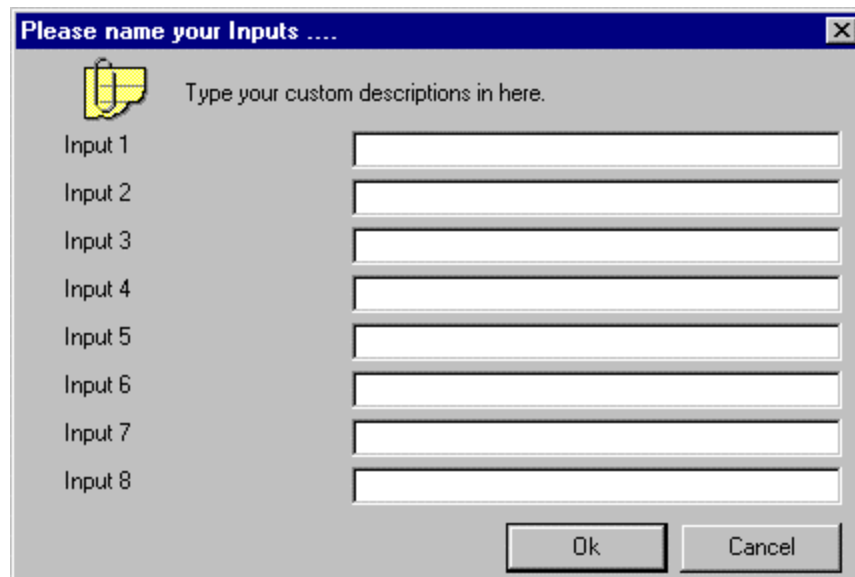 Please name your Inputs ....
Type your custom descriptions in here.
Input 1
Input 2
Input 3
Input 4
Input 5
Input 6
Input 7
Input 8
Ok Cancel